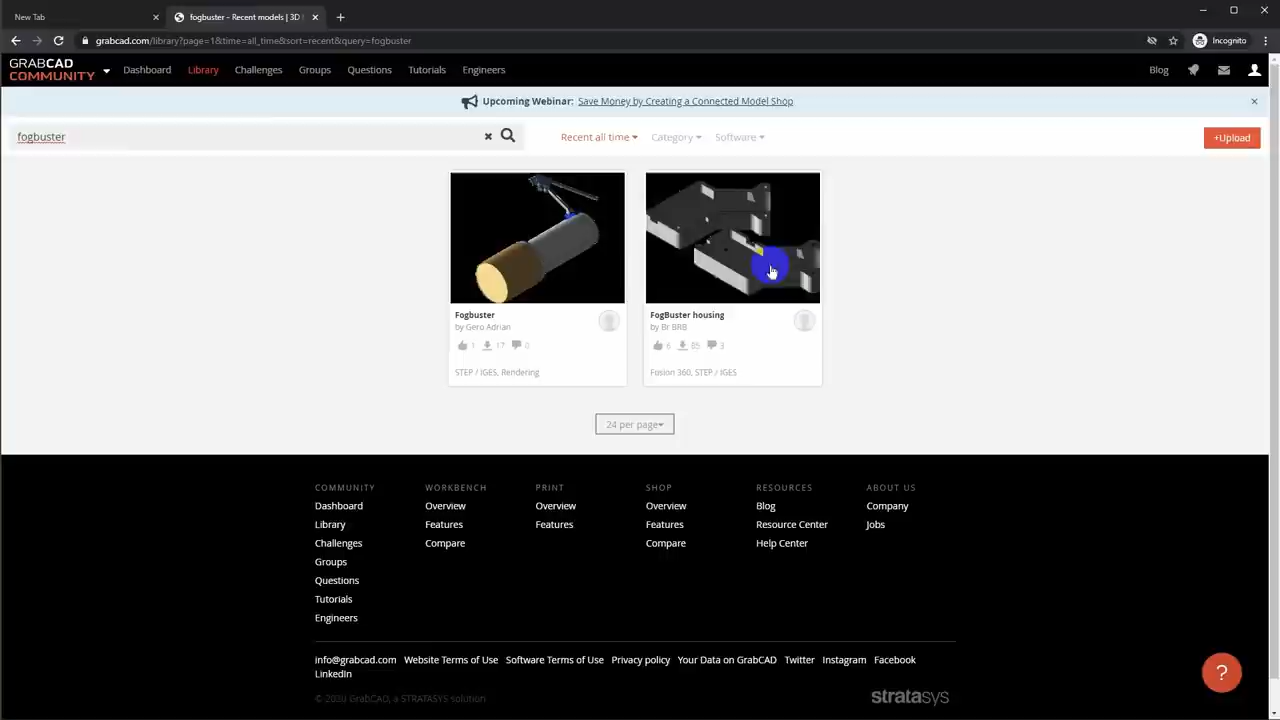 New Tab
fogbuster - Recent models | 3D
grabcad.com/library?page=1&time=all_time&sort=recent&query=fogbuster
Incognito
GRABCAD
COMMUNITY
Dashboard Library Challenges Groups Questions Tutorials Engineers
Blog
Upcoming Webinar: Save Money by Creating a Connected Model Shop
fogbuster
Recent all time Category Software
+Upload
Fogbuster
by Gero Adrian
1 17 0
STEP / IGES, Rendering
FogBuster housing
by Br BRB
6 85 3
Fusion 360, STEP / IGES
24 per page
COMMUNITY
Dashboard
Library
Challenges
Groups
Questions
Tutorials
Engineers
WORKBENCH
Overview
Features
Compare
PRINT
Overview
Features
SHOP
Overview
Features
Compare
RESOURCES
Blog
Resource Center
Help Center
ABOUT US
Company
Jobs
info@grabcad.com Website Terms of Use Software Terms of Use Privacy policy Your Data on GrabCAD Twitter Instagram Facebook
LinkedIn
© 2020 GrabCAD, a STRATASYS solution
stratasys
?